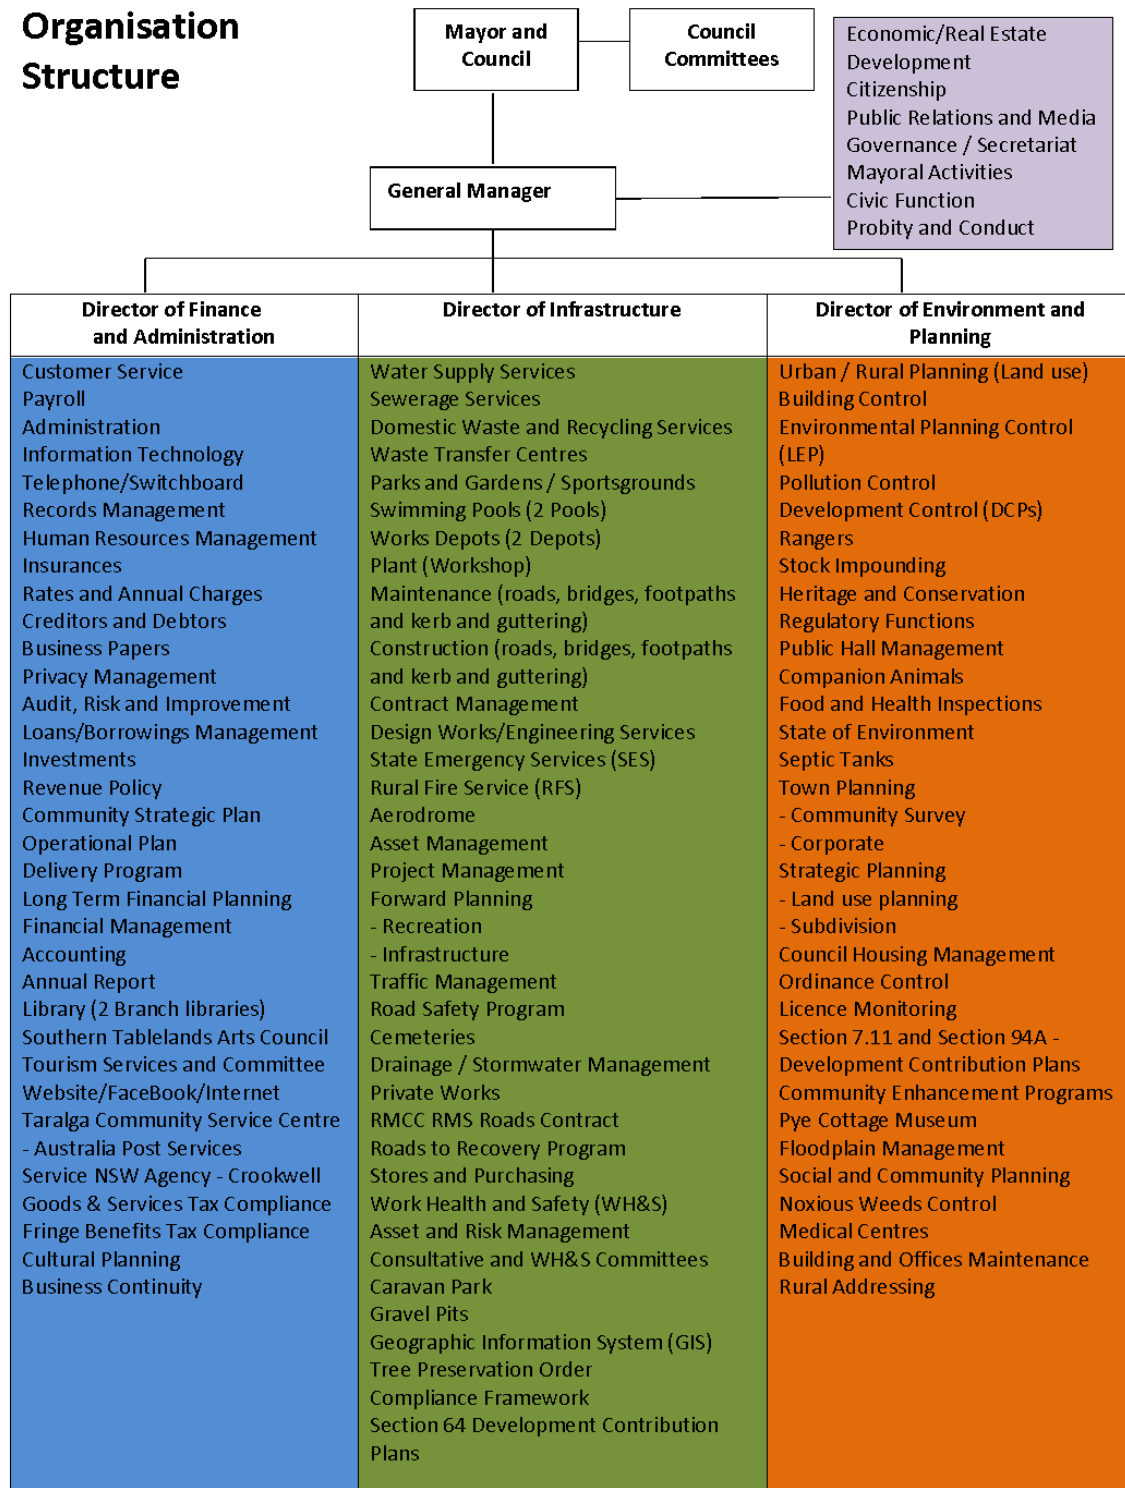 Organisation
Structure
Mayor and
Council
Council
Committees
Economic/Real Estate
Development
Citizenship
Public Relations and Media
Governance / Secretariat
Mayoral Activities
Civic Function
Probity and Conduct
General Manager
Director of Finance
and Administration
Customer Service
Payroll
Administration
Information Technology
Telephone/Switchboard
Records Management
Human Resources Management
Insurances
Rates and Annual Charges
Creditors and Debtors
Business Papers
Privacy Management
Audit, Risk and Improvement
Loans/Borrowings Management
Investments
Revenue Policy
Community Strategic Plan
Operational Plan
Delivery Program
Long Term Financial Planning
Financial Management
Accounting
Annual Report
Library (2 Branch libraries)
Southern Tablelands Arts Council
Tourism Services and Committee
Website/FaceBook/Internet
Taralga Community Service Centre
- Australia Post Services
Service NSW Agency - Crookwell
Goods & Services Tax Compliance
Fringe Benefits Tax Compliance
Cultural Planning
Business Continuity
Director of Infrastructure
Water Supply Services
Sewerage Services
Domestic Waste and Recycling Services
Waste Transfer Centres
Parks and Gardens / Sportsgrounds
Swimming Pools (2 Pools)
Works Depots (2 Depots)
Plant (Workshop)
Maintenance (roads, bridges, footpaths
and kerb and guttering)
Construction (roads, bridges, footpaths
and kerb and guttering)
Contract Management
Design Works/Engineering Services
State Emergency Services (SES)
Rural Fire Service (RFS)
Aerodrome
Asset Management
Project Management
Forward Planning
- Recreation
- Infrastructure
Traffic Management
Road Safety Program
Cemeteries
Drainage / Stormwater Management
Private Works
RMCC RMS Roads Contract
Roads to Recovery Program
Stores and Purchasing
Work Health and Safety (WH&S)
Asset and Risk Management
Consultative and WH&S Committees
Caravan Park
Gravel Pits
Geographic Information System (GIS)
Tree Preservation Order
Compliance Framework
Section 64 Development Contribution
Plans
Director of Environment and
Planning
Urban / Rural Planning (Land use)
Building Control
Environmental Planning Control
(LEP)
Pollution Control
Development Control (DCPs)
Rangers
Stock Impounding
Heritage and Conservation
Regulatory Functions
Public Hall Management
Companion Animals
Food and Health Inspections
State of Environment
Septic Tanks
Town Planning
- Community Survey
- Corporate
Strategic Planning
- Land use planning
- Subdivision
Council Housing Management
Ordinance Control
Licence Monitoring
Section 7.11 and Section 94A -
Development Contribution Plans
Community Enhancement Programs
Pye Cottage Museum
Floodplain Management
Social and Community Planning
Noxious Weeds Control
Medical Centres
Building and Offices Maintenance
Rural Addressing